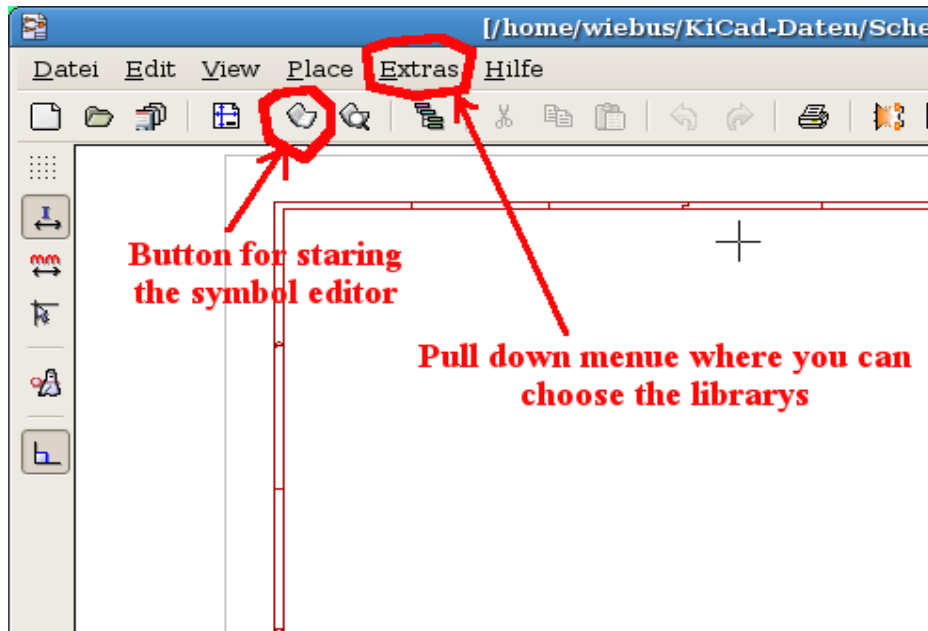 [/home/wiebus/KiCad-Daten/Sche
Datei Edit View Place Extras Hilfe
I
mm
Button for staring
the symbol editor
Pull down menue where you can
choose the librarys